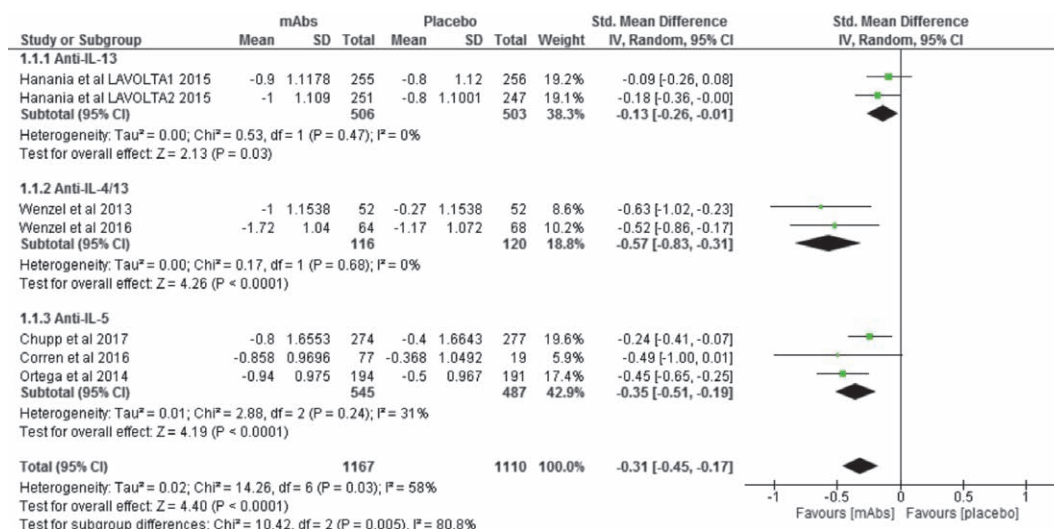 mAbs Placebo Std. Mean Difference Std. Mean Difference
Study or Subgroup Mean SD Total Mean SD Total Weight IV, Random, 95% CI IV, Random, 95% CI
1.1.1 Anti-IL-13
Hanania et al LAVOLTA1 2015 -0.9 1.1178 255 -0.8 1.12 256 19.2% -0.09 [-0.26, 0.08]
Hanania et al LAVOLTA2 2015 -1 1.109 251 -0.8 1.1001 247 19.1% -0.18 [-0.36, -0.00]
Subtotal (95% CI) 506 503 38.3% -0.13 [-0.26, -0.01]
Heterogeneity: Tau² = 0.00; Chi² = 0.53, df = 1 (P = 0.47); I² = 0%
Test for overall effect: Z = 2.13 (P = 0.03)
1.1.2 Anti-IL-4/13
Wenzel et al 2013 -1 1.1538 52 -0.27 1.1538 52 8.6% -0.63 [-1.02, -0.23]
Wenzel et al 2016 -1.72 1.04 64 -1.17 1.072 68 10.2% -0.52 [-0.86, -0.17]
Subtotal (95% CI) 116 120 18.8% -0.57 [-0.83, -0.31]
Heterogeneity: Tau² = 0.00; Chi² = 0.17, df = 1 (P = 0.68); I² = 0%
Test for overall effect: Z = 4.26 (P < 0.0001)
1.1.3 Anti-IL-5
Chupp et al 2017 -0.8 1.6553 274 -0.4 1.6643 277 19.6% -0.24 [-0.41, -0.07]
Corren et al 2016 -0.858 0.9696 77 -0.368 1.0492 19 5.9% -0.49 [-1.00, 0.01]
Ortega et al 2014 -0.94 0.975 194 -0.5 0.967 191 17.4% -0.45 [-0.65, -0.25]
Subtotal (95% CI) 545 487 42.9% -0.35 [-0.51, -0.19]
Heterogeneity: Tau² = 0.01; Chi² = 2.88, df = 2 (P = 0.24); I² = 31%
Test for overall effect: Z = 4.19 (P < 0.0001)
Total (95% CI) 1167 1110 100.0% -0.31 [-0.45, -0.17]
Heterogeneity: Tau² = 0.02; Chi² = 14.26, df = 6 (P = 0.03); I² = 58%
Test for overall effect: Z = 4.40 (P < 0.0001)
Test for subgroup differences: Chi² = 10.42, df = 2 (P = 0.005), I² = 80.8%
-1 -0.5 0 0.5 1
Favours [mAbs] Favours [placebo]